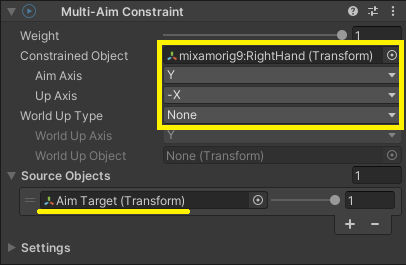 Multi-Aim Constraint
Weight 1
Constrained Object mixamorig9:RightHand (Transform)
Aim Axis Y
Up Axis -X
World Up Type None
World Up Axis Y
World Up Object None (Transform)
Source Objects 1
Aim Target (Transform) 1
Settings